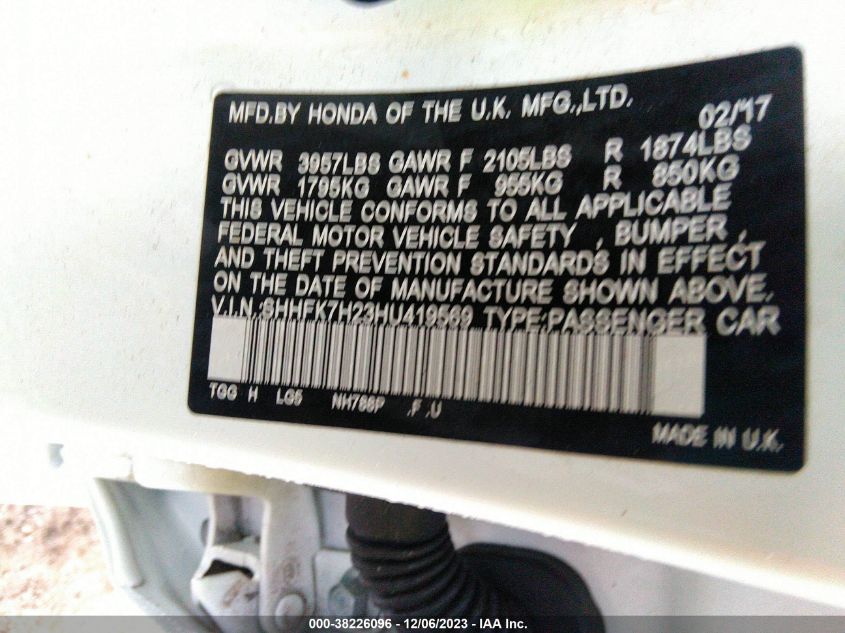 MFD.BY HONDA OF THE U.K. MFG.,LTD. 02/'17
GVWR 3957LBS GAWR F 2105LBS R 1874LBS
GVWR 1795KG GAWR F 955KG R 850KG
THIS VEHICLE CONFORMS TO ALL APPLICABLE
FEDERAL MOTOR VEHICLE SAFETY , BUMPER ,
AND THEFT PREVENTION STANDARDS IN EFFECT
ON THE DATE OF MANUFACTURE SHOWN ABOVE.
V.I.N.:SHHFK7H23HU419569 TYPE:PASSENGER CAR
TGG H LG5 NH788P .F .U
MADE IN U.K.
000-38226096 - 12/06/2023 - IAA Inc.